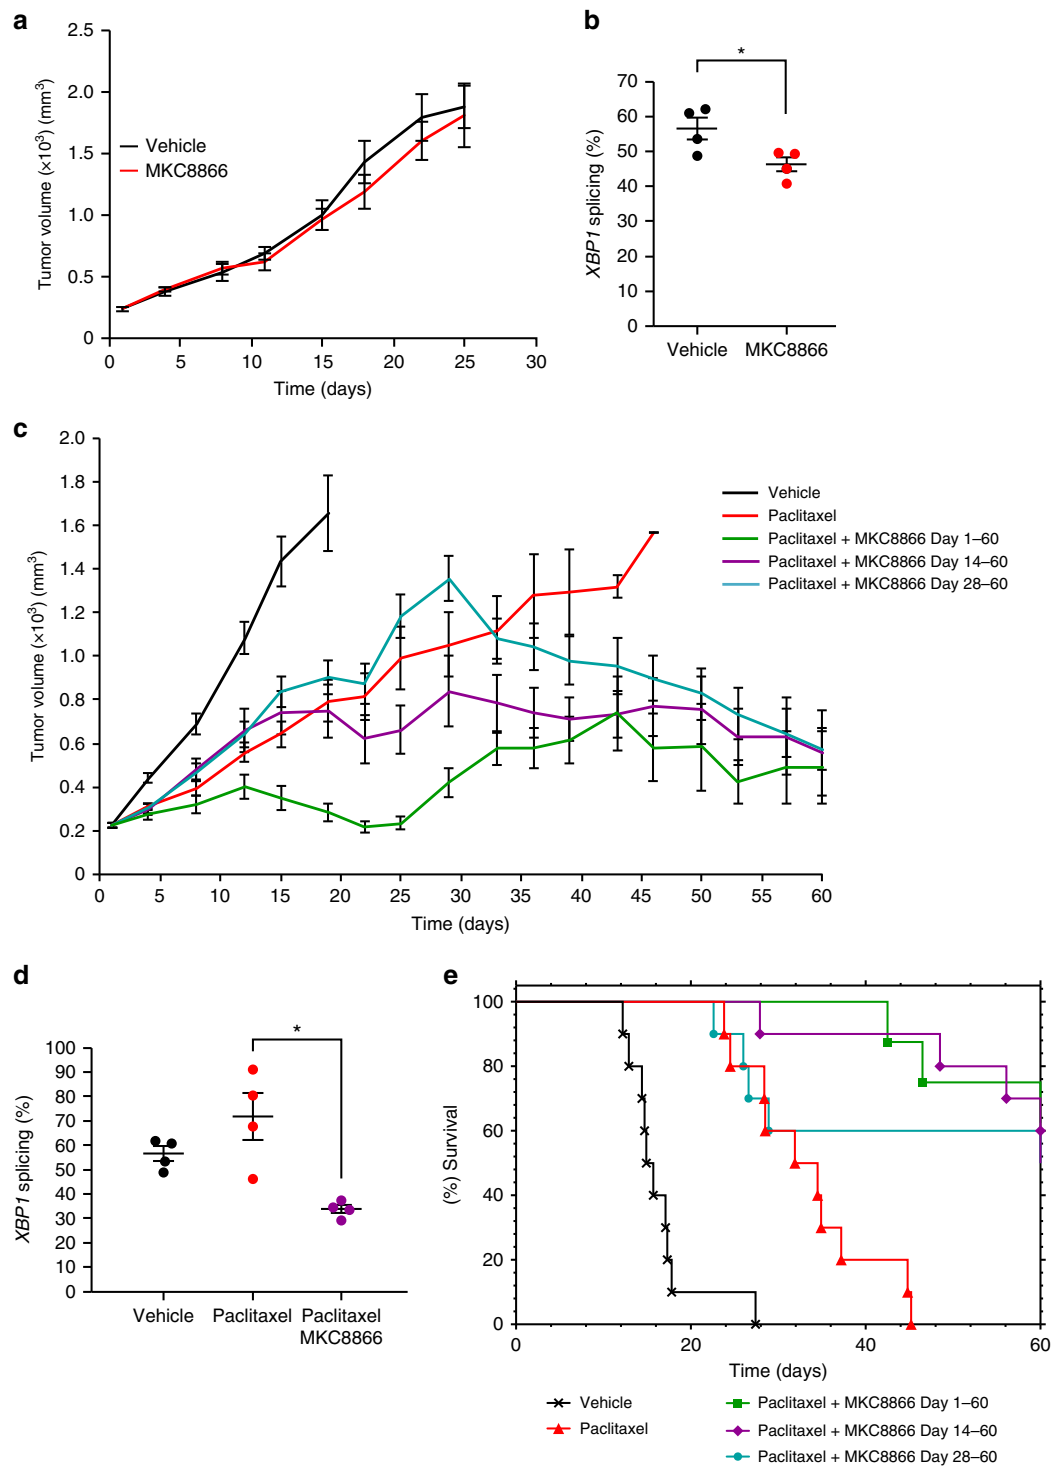 a
2.5
2.0
1.5
1.0
0.5
0
Tumor volume (×10³) (mm³)
Vehicle
MKC8866
0 5 10 15 20 25 30
Time (days)
b
*
70
60
50
40
30
20
10
0
XBP1 splicing (%)
Vehicle MKC8866
c
2.0
1.8
1.6
1.4
1.2
1.0
0.8
0.6
0.4
0.2
0
Tumor volume (×10³) (mm³)
Vehicle
Paclitaxel
Paclitaxel + MKC8866 Day 1–60
Paclitaxel + MKC8866 Day 14–60
Paclitaxel + MKC8866 Day 28–60
0 5 10 15 20 25 30 35 40 45 50 55 60
Time (days)
d
*
100
90
80
70
60
50
40
30
20
10
0
XBP1 splicing (%)
Vehicle Paclitaxel Paclitaxel
MKC8866
e
100
80
60
40
20
0
(%) Survival
0 20 40 60
Time (days)
Vehicle
Paclitaxel
Paclitaxel + MKC8866 Day 1–60
Paclitaxel + MKC8866 Day 14–60
Paclitaxel + MKC8866 Day 28–60